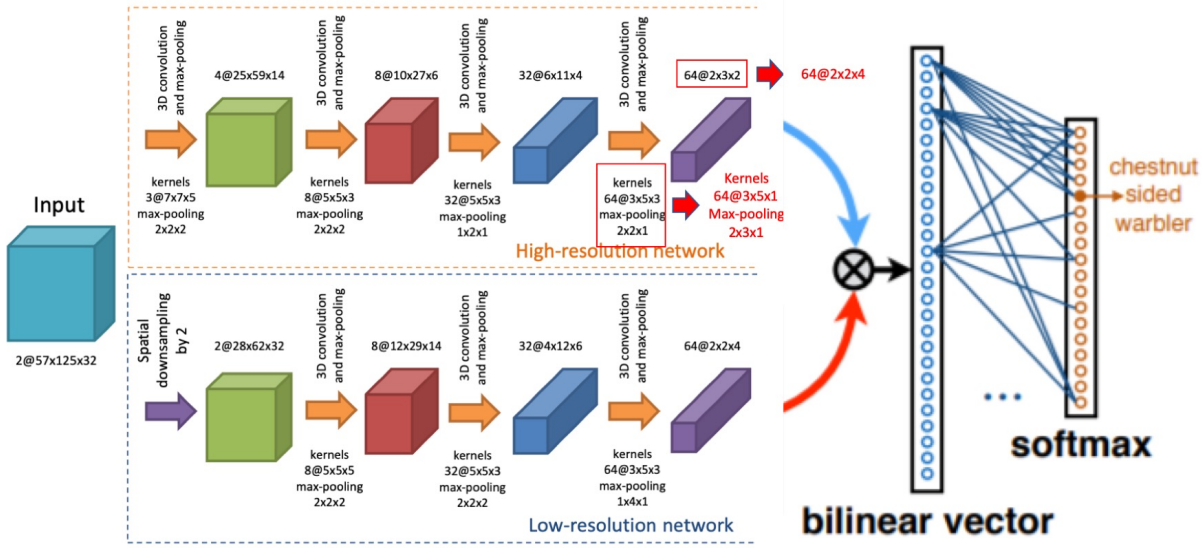 Input
2@57x125x32
3D convolution
and max-pooling
4@25x59x14
3D convolution
and max-pooling
8@10x27x6
3D convolution
and max-pooling
32@6x11x4
3D convolution
and max-pooling
64@2x3x2
64@2x2x4
kernels
3@7x7x5
max-pooling
2x2x2
kernels
8@5x5x3
max-pooling
2x2x2
kernels
32@5x5x3
max-pooling
1x2x1
kernels
64@3x5x3
max-pooling
2x2x1
Kernels
64@3x5x1
Max-pooling
2x3x1
High-resolution network
Spatial
downsampling
by 2
2@28x62x32
3D convolution
and max-pooling
8@12x29x14
3D convolution
and max-pooling
32@4x12x6
3D convolution
and max-pooling
64@2x2x4
kernels
8@5x5x5
max-pooling
2x2x2
kernels
32@5x5x3
max-pooling
2x2x2
kernels
64@3x5x3
max-pooling
1x4x1
Low-resolution network
chestnut
sided
warbler
softmax
bilinear vector